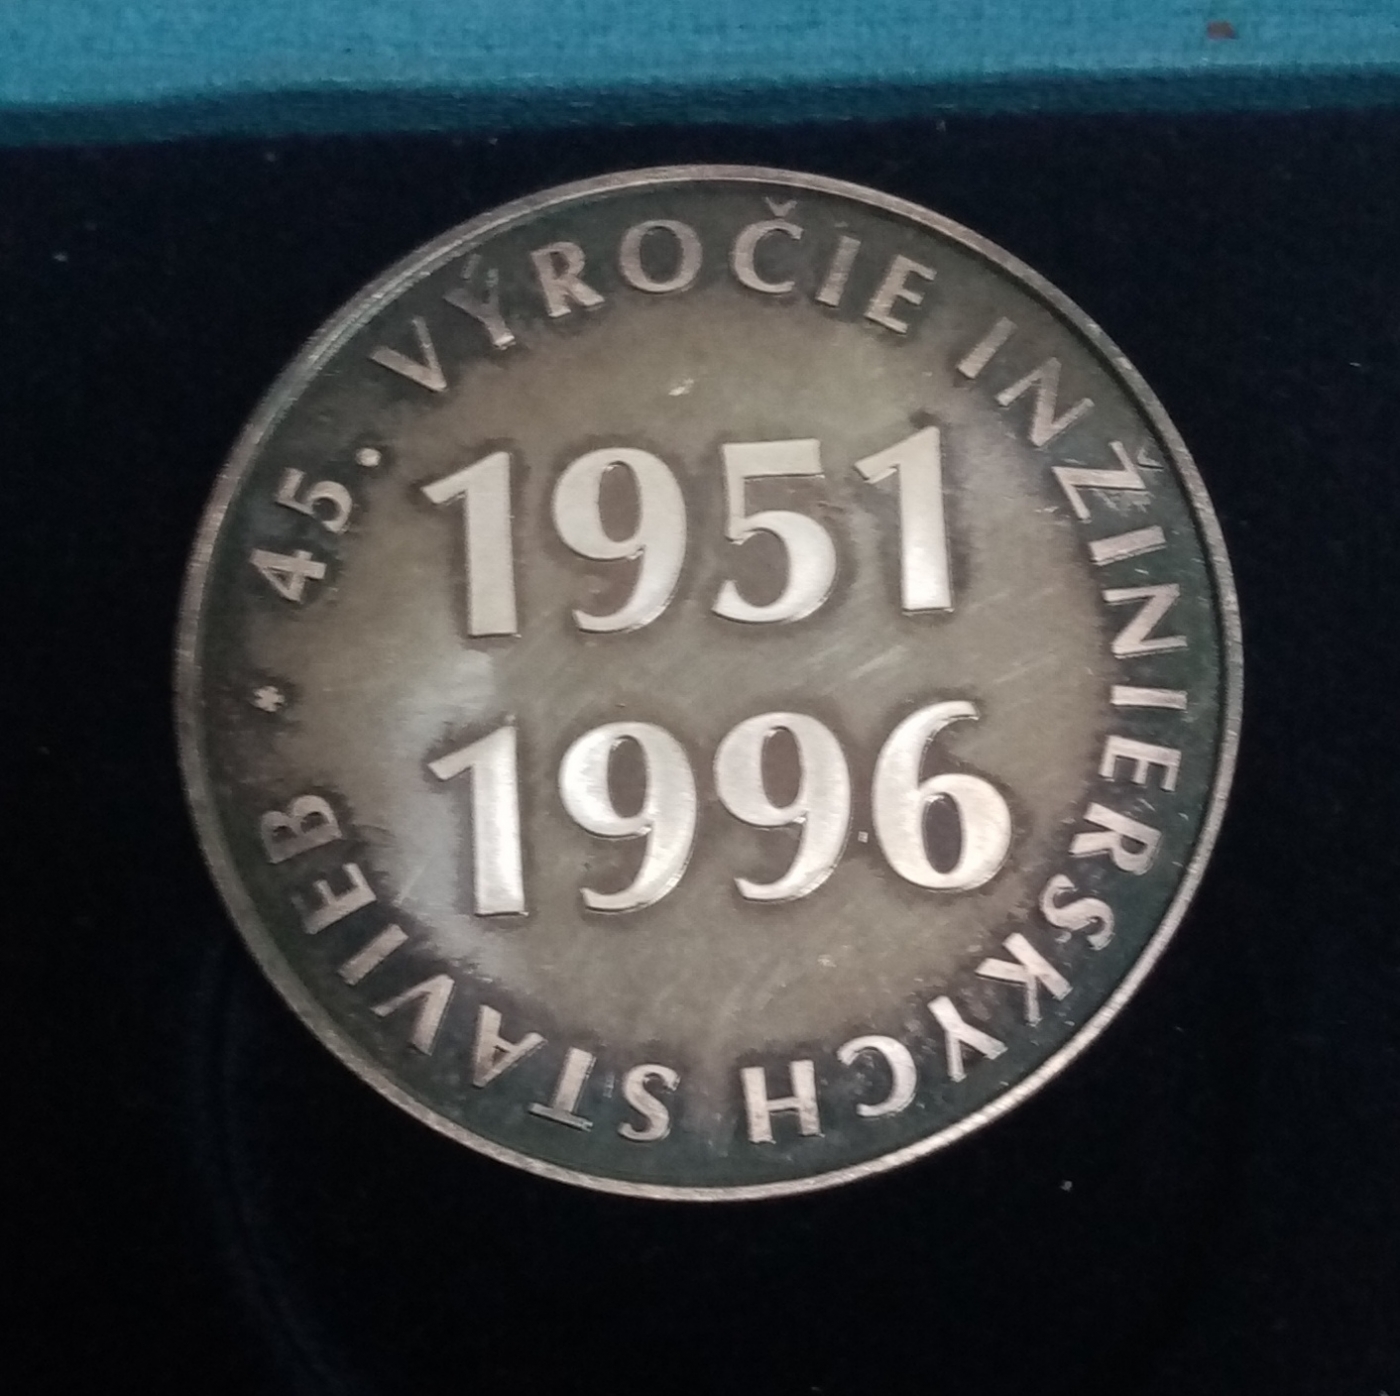 45. VÝROČIE INŽINIERSKYCH STAVIEB *
1951
1996